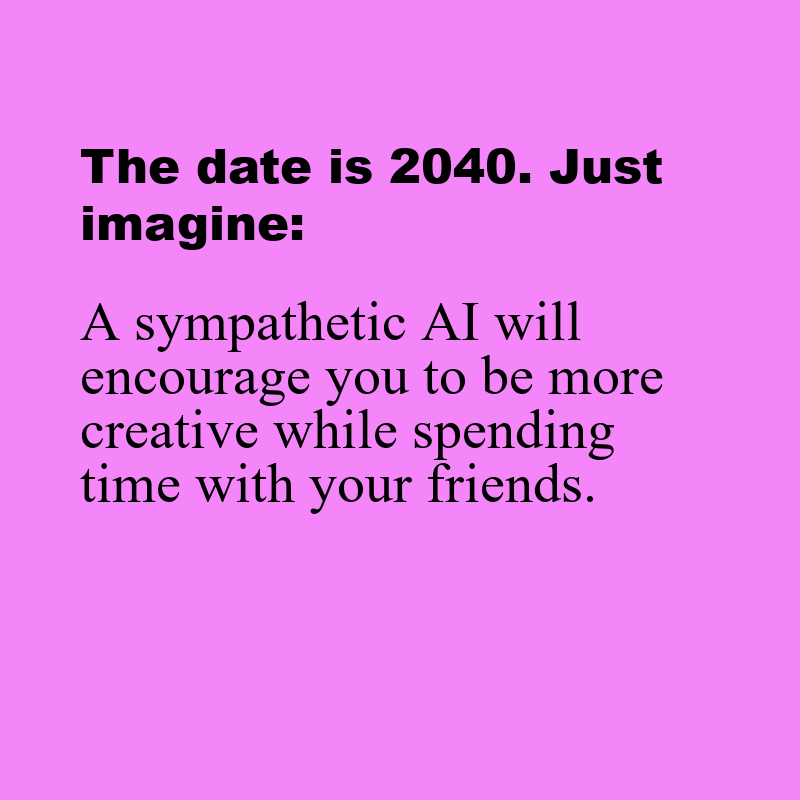 The date is 2040. Just
imagine:
A sympathetic AI will
encourage you to be more
creative while spending
time with your friends.